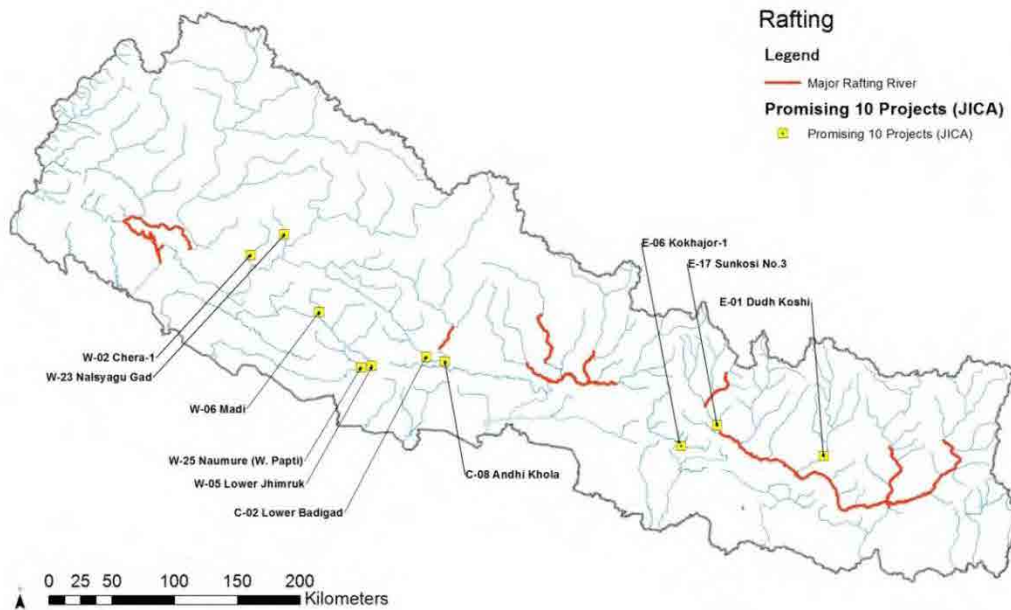 Rafting
Legend
Major Rafting River
Promising 10 Projects (JICA)
Promising 10 Projects (JICA)
E-06 Kokhajor-1
E-17 Sunkosi No.3
E-01 Dudh Koshi
W-02 Chera-1
W-23 Nalsyagu Gad
W-06 Madi
W-25 Naumure (W. Papti)
W-05 Lower Jhimruk
C-08 Andhi Khola
C-02 Lower Badigad
0 25 50 100 150 200
Kilometers